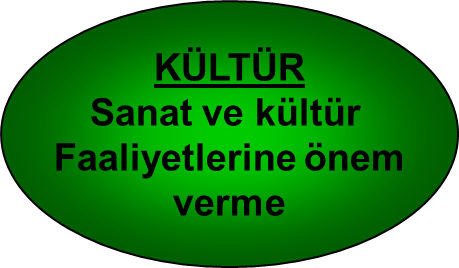 KÜLTÜR
Sanat ve kültür
Faaliyetlerine önem
verme